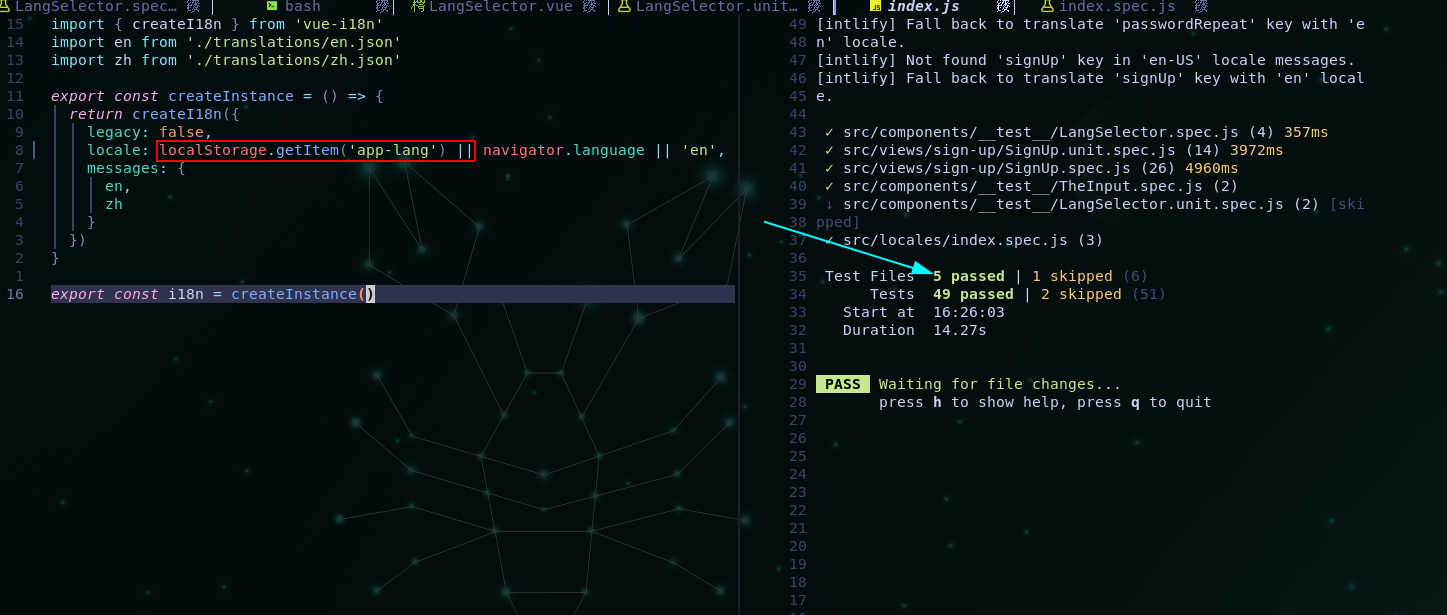 LangSelector.spec… bash LangSelector.vue LangSelector.unit… index.js index.spec.js
15 import { createI18n } from 'vue-i18n'
14 import en from './translations/en.json'
13 import zh from './translations/zh.json'
12
11 export const createInstance = () => {
10 return createI18n({
9 legacy: false,
8 locale: localStorage.getItem('app-lang') || navigator.language || 'en',
7 messages: {
6 en,
5 zh
4 }
3 })
2 }
1
16 export const i18n = createInstance()
49 [intlify] Fall back to translate 'passwordRepeat' key with 'e
48 n' locale.
47 [intlify] Not found 'signUp' key in 'en-US' locale messages.
46 [intlify] Fall back to translate 'signUp' key with 'en' local
45 e.
44
43 ✓ src/components/__test__/LangSelector.spec.js (4) 357ms
42 ✓ src/views/sign-up/SignUp.unit.spec.js (14) 3972ms
41 ✓ src/views/sign-up/SignUp.spec.js (26) 4960ms
40 ✓ src/components/__test__/TheInput.spec.js (2)
39 ↓ src/components/__test__/LangSelector.unit.spec.js (2) [ski
38 pped]
37 ✓ src/locales/index.spec.js (3)
36
35 Test Files 5 passed | 1 skipped (6)
34 Tests 49 passed | 2 skipped (51)
33 Start at 16:26:03
32 Duration 14.27s
31
30
29 PASS Waiting for file changes...
28 press h to show help, press q to quit
27
26
25
24
23
22
21
20
19
18
17